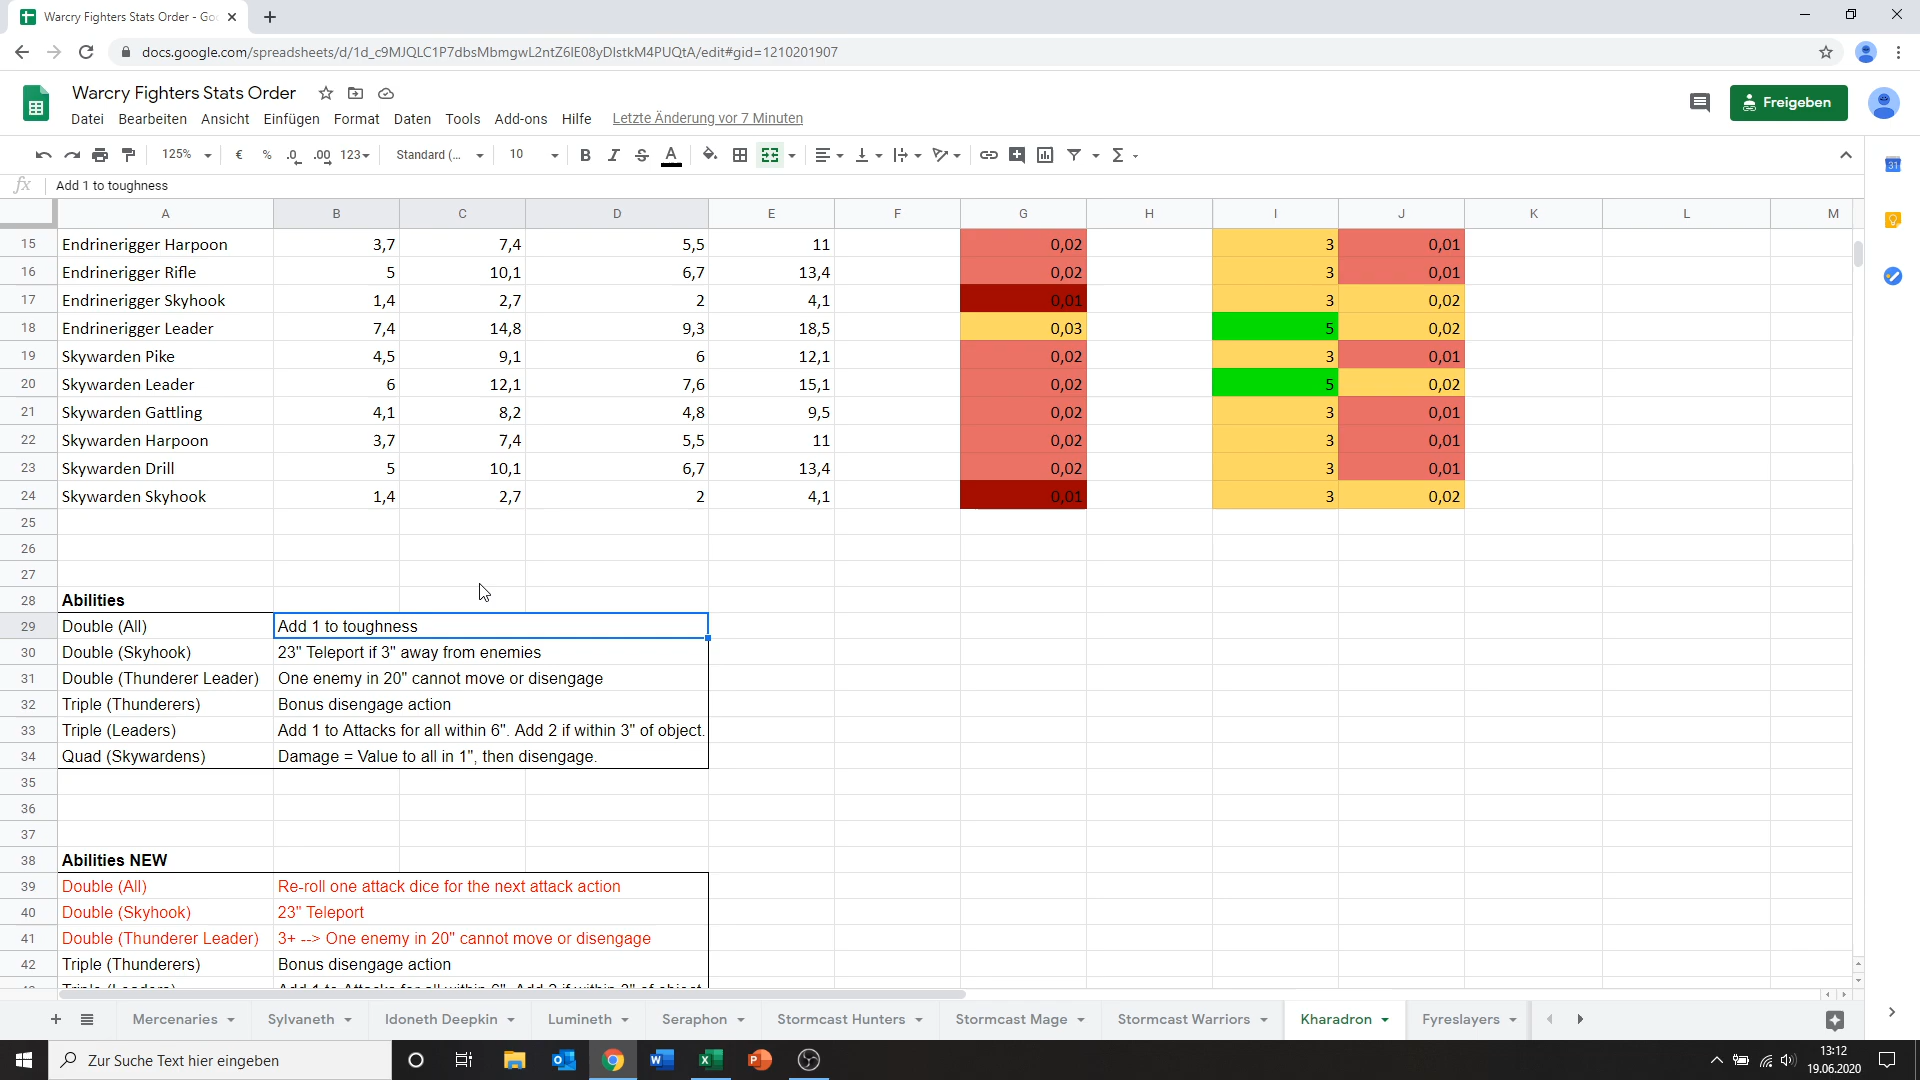 Warcry Fighters Stats Order - Goo
docs.google.com/spreadsheets/d/1d_c9MJQLC1P7dbsMbmgwL2ntZ6IE08yDIstkM4PUQtA/edit#gid=1210201907
Warcry Fighters Stats Order
Datei Bearbeiten Ansicht Einfügen Format Daten Tools Add-ons Hilfe Letzte Änderung vor 7 Minuten
Freigeben
125% € % .0 .00 123 Standard (... 10 B I S A
31
fx Add 1 to toughness
A B C D E F G H I J K L M
15 Endrinerigger Harpoon 3,7 7,4 5,5 11 0,02 3 0,01
16 Endrinerigger Rifle 5 10,1 6,7 13,4 0,02 3 0,01
17 Endrinerigger Skyhook 1,4 2,7 2 4,1 0,01 3 0,02
18 Endrinerigger Leader 7,4 14,8 9,3 18,5 0,03 5 0,02
19 Skywarden Pike 4,5 9,1 6 12,1 0,02 3 0,01
20 Skywarden Leader 6 12,1 7,6 15,1 0,02 5 0,02
21 Skywarden Gattling 4,1 8,2 4,8 9,5 0,02 3 0,01
22 Skywarden Harpoon 3,7 7,4 5,5 11 0,02 3 0,01
23 Skywarden Drill 5 10,1 6,7 13,4 0,02 3 0,01
24 Skywarden Skyhook 1,4 2,7 2 4,1 0,01 3 0,02
25
26
27
28 Abilities
29 Double (All) Add 1 to toughness
30 Double (Skyhook) 23" Teleport if 3" away from enemies
31 Double (Thunderer Leader) One enemy in 20" cannot move or disengage
32 Triple (Thunderers) Bonus disengage action
33 Triple (Leaders) Add 1 to Attacks for all within 6". Add 2 if within 3" of object.
34 Quad (Skywardens) Damage = Value to all in 1", then disengage.
35
36
37
38 Abilities NEW
39 Double (All) Re-roll one attack dice for the next attack action
40 Double (Skyhook) 23" Teleport
41 Double (Thunderer Leader) 3+ --> One enemy in 20" cannot move or disengage
42 Triple (Thunderers) Bonus disengage action
Mercenaries Sylvaneth Idoneth Deepkin Lumineth Seraphon Stormcast Hunters Stormcast Mage Stormcast Warriors Kharadron Fyreslayers
Zur Suche Text hier eingeben
13:12
19.06.2020